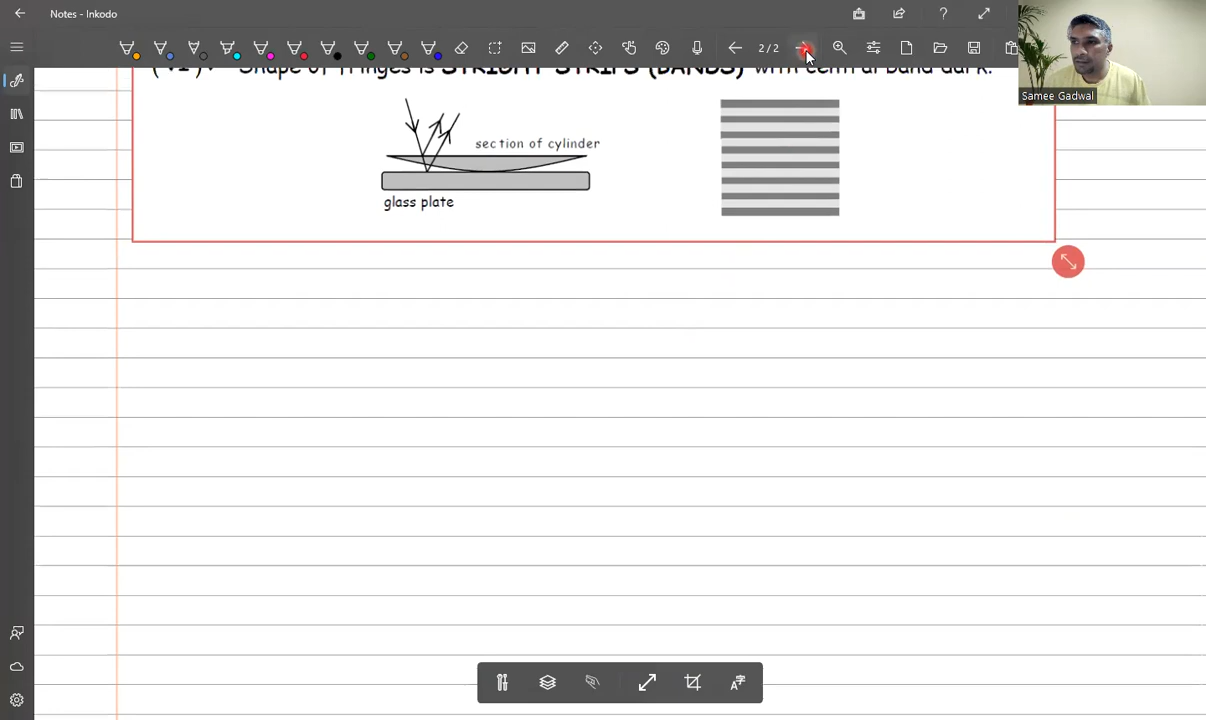 Notes - Inkodo
2 / 2
Samee Gadwal
Shape of fringes is STRIGHT STRIPS (BANDS) with central band dark.
section of cylinder
glass plate